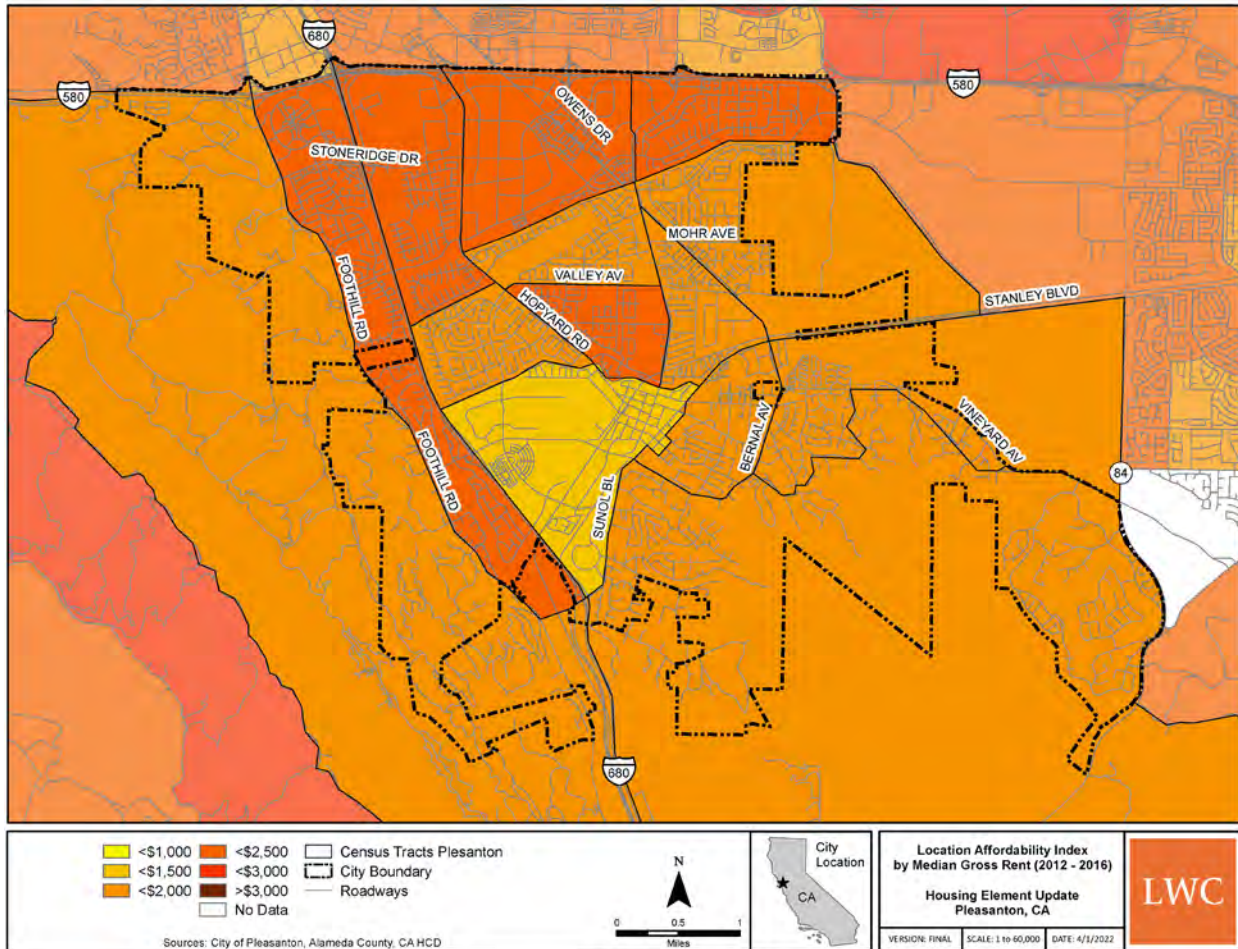 680
580
580
OWENS DR
STONERIDGE DR
MOHR AVE
VALLEY AV
FOOTHILL RD
HOPYARD RD
STANLEY BLVD
VINEYARD AV
BERNAL AV
FOOTHILL RD
84
SUNOL BL
680
<$1,000
<$1,500
<$2,000
<$2,500
<$3,000
>$3,000
No Data
Census Tracts Plesanton
City Boundary
Roadways
Sources: City of Pleasanton, Alameda County, CA HCD
N
0 0.5 1
Miles
City
Location
CA
Location Affordability Index
by Median Gross Rent (2012 - 2016)
Housing Element Update
Pleasanton, CA
VERSION: FINAL
SCALE: 1 to 60,000
DATE: 4/1/2022
LWC